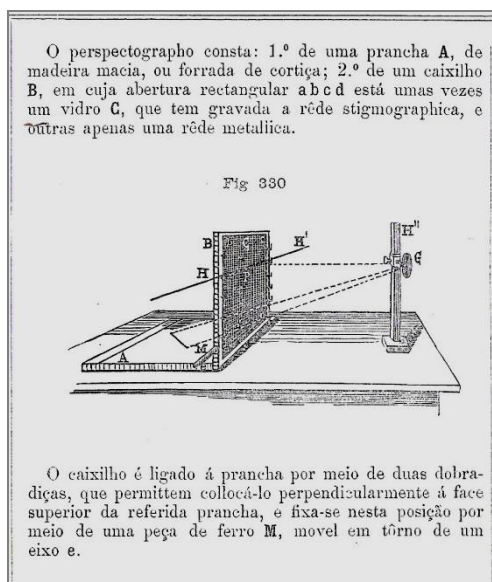 O perspectographo consta: 1.º de uma prancha A, de
madeira macia, ou forrada de cortiça; 2.º de um caixilho
B, em cuja abertura rectangular a b c d está umas vezes
um vidro C, que tem gravada a rêde stigmographica, e
outras apenas uma rêde metaliica.
Fig 330
B
H'
H''
H
A
M
O caixilho é ligado á prancha por meio de duas dobra-
diças, que permittem collocá-lo perpendicularmente á face
superior da referida prancha, e fixa-se nesta posição por
meio de uma peça de ferro M, movel em tôrno de um
eixo e.